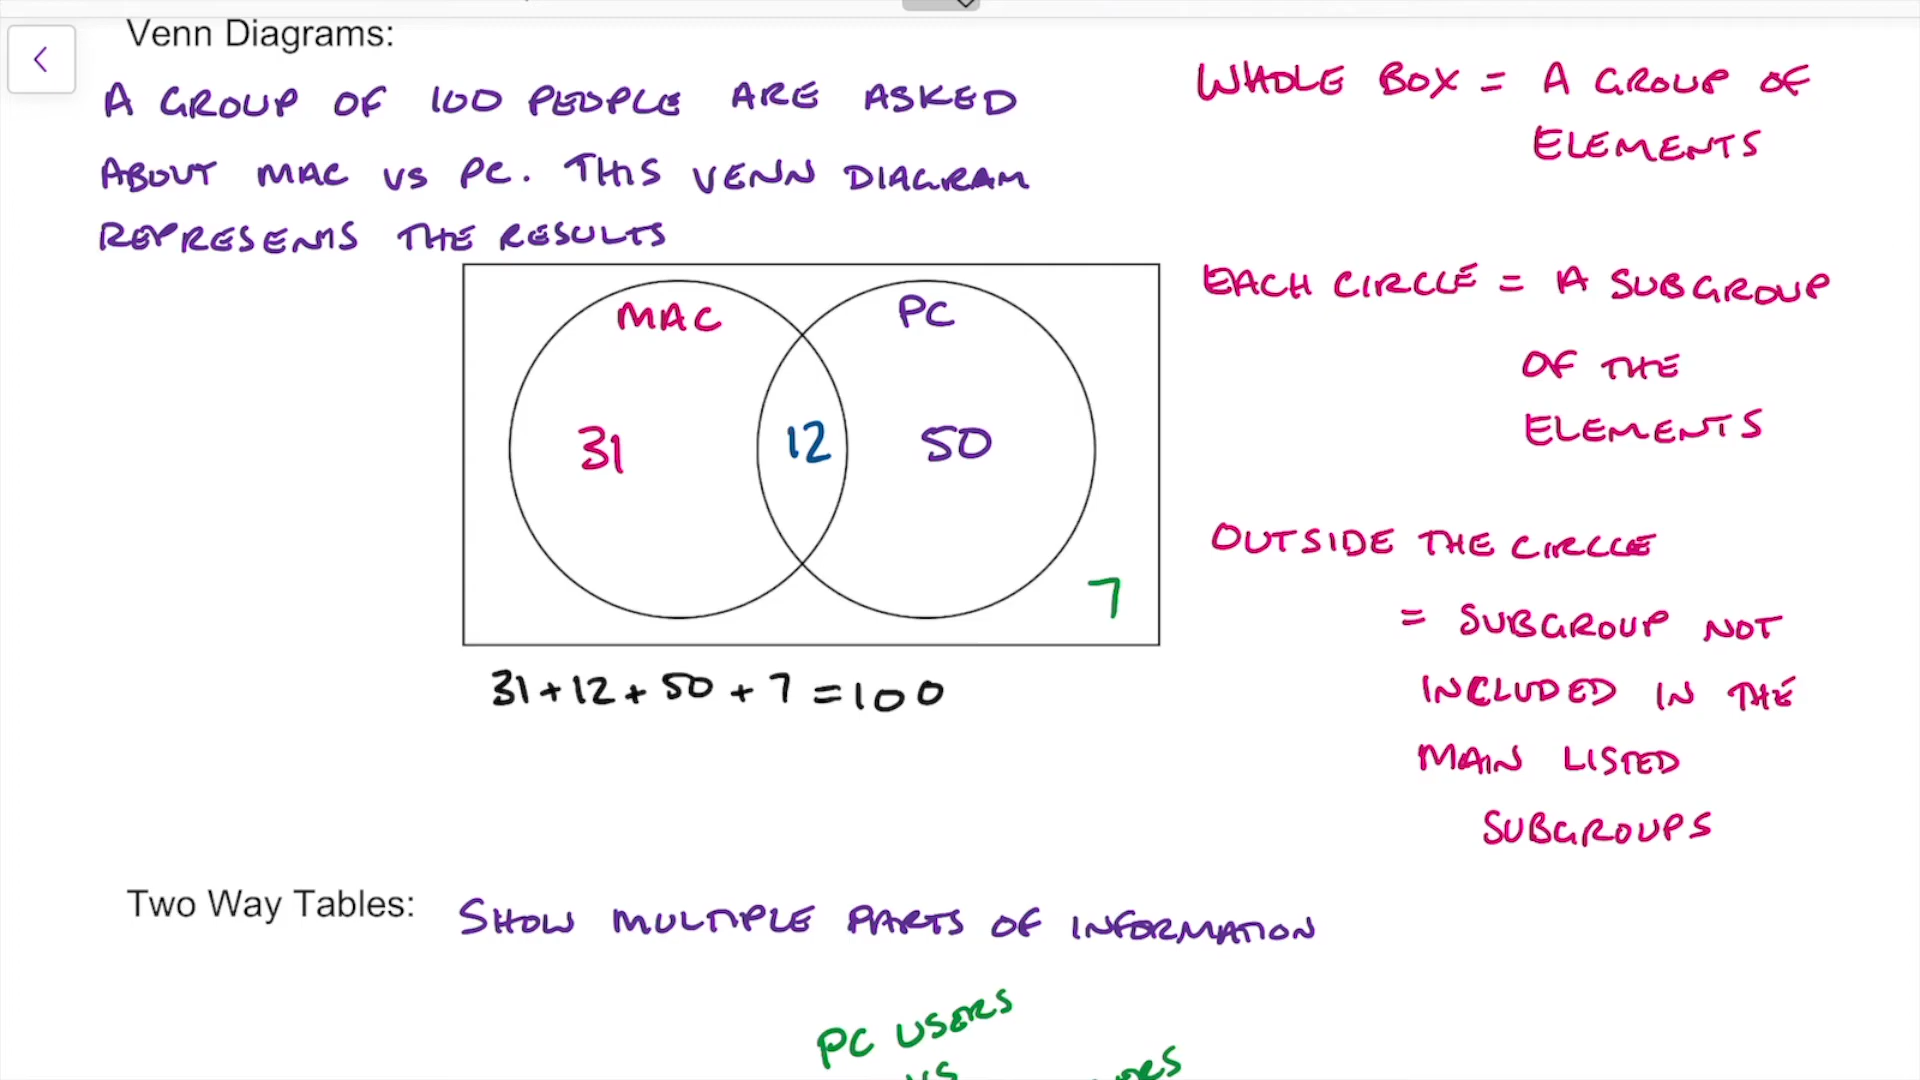 Venn Diagrams:
A GROUP OF 100 PEOPLE ARE ASKED
ABOUT MAC VS PC. THIS VENN DIAGRAM
REPRESENTS THE RESULTS
MAC
PC
31
12
50
7
31+12+50+7=100
WHOLE BOX = A GROUP OF
ELEMENTS
EACH CIRCLE = A SUBGROUP
OF THE
ELEMENTS
OUTSIDE THE CIRCLE
= SUBGROUP NOT
INCLUDED IN THE
MAIN LISTED
SUBGROUPS
Two Way Tables: SHOW MULTIPLE PARTS OF INFORMATION
PC USERS
VS